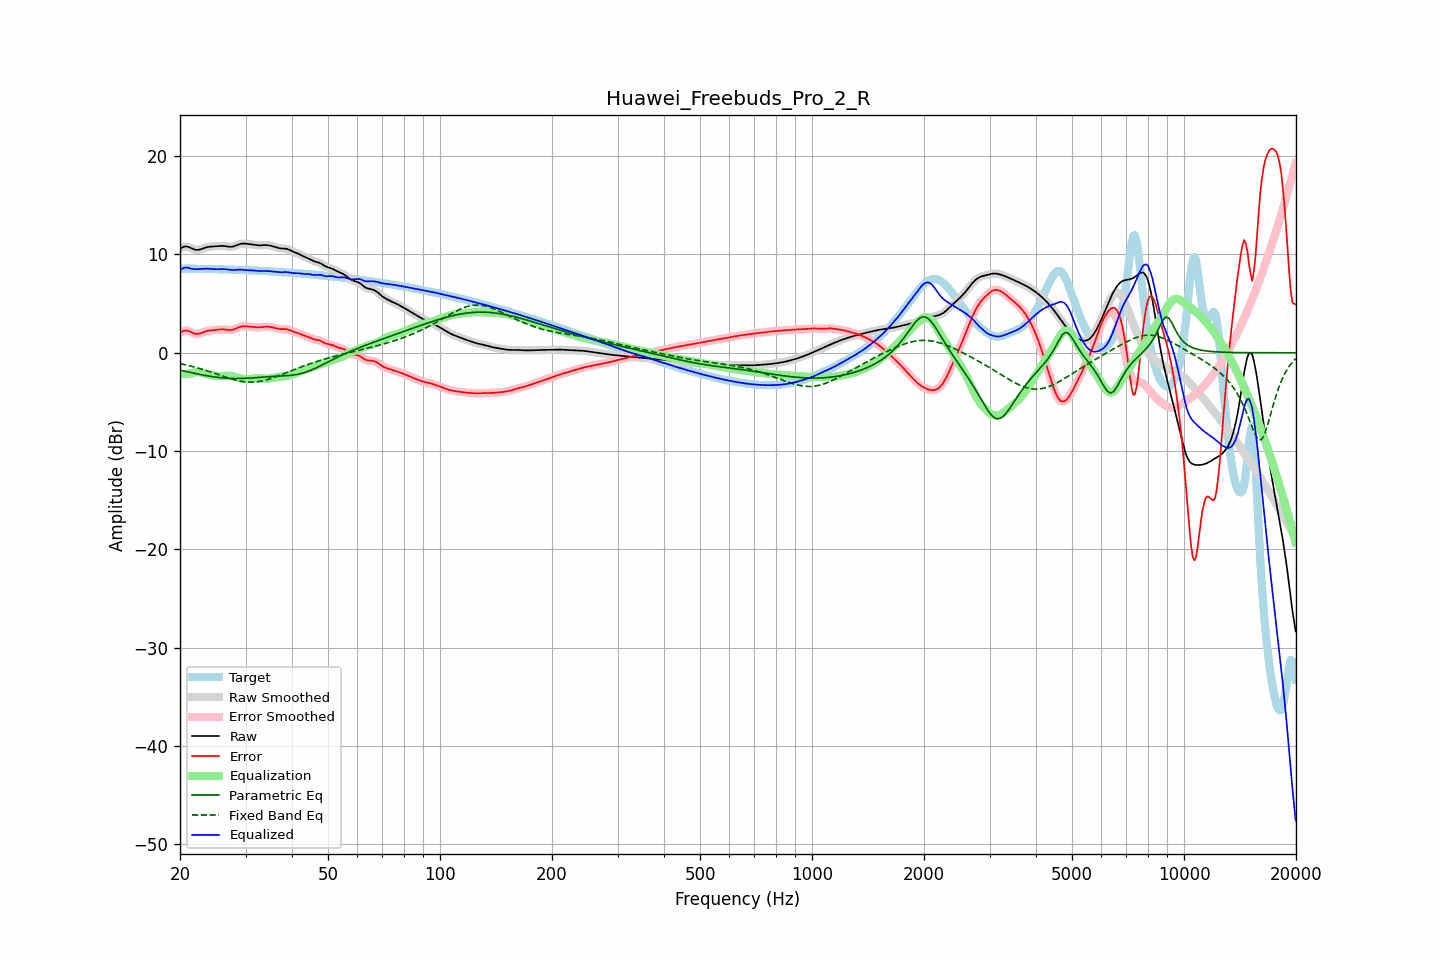 Huawei_Freebuds_Pro_2_R
Amplitude (dBr)
20
10
0
−10
−20
−30
−40
−50
Target
Raw Smoothed
Error Smoothed
Raw
Error
Equalization
Parametric Eq
Fixed Band Eq
Equalized
20 50 100 200 500 1000 2000 5000 10000 20000
Frequency (Hz)